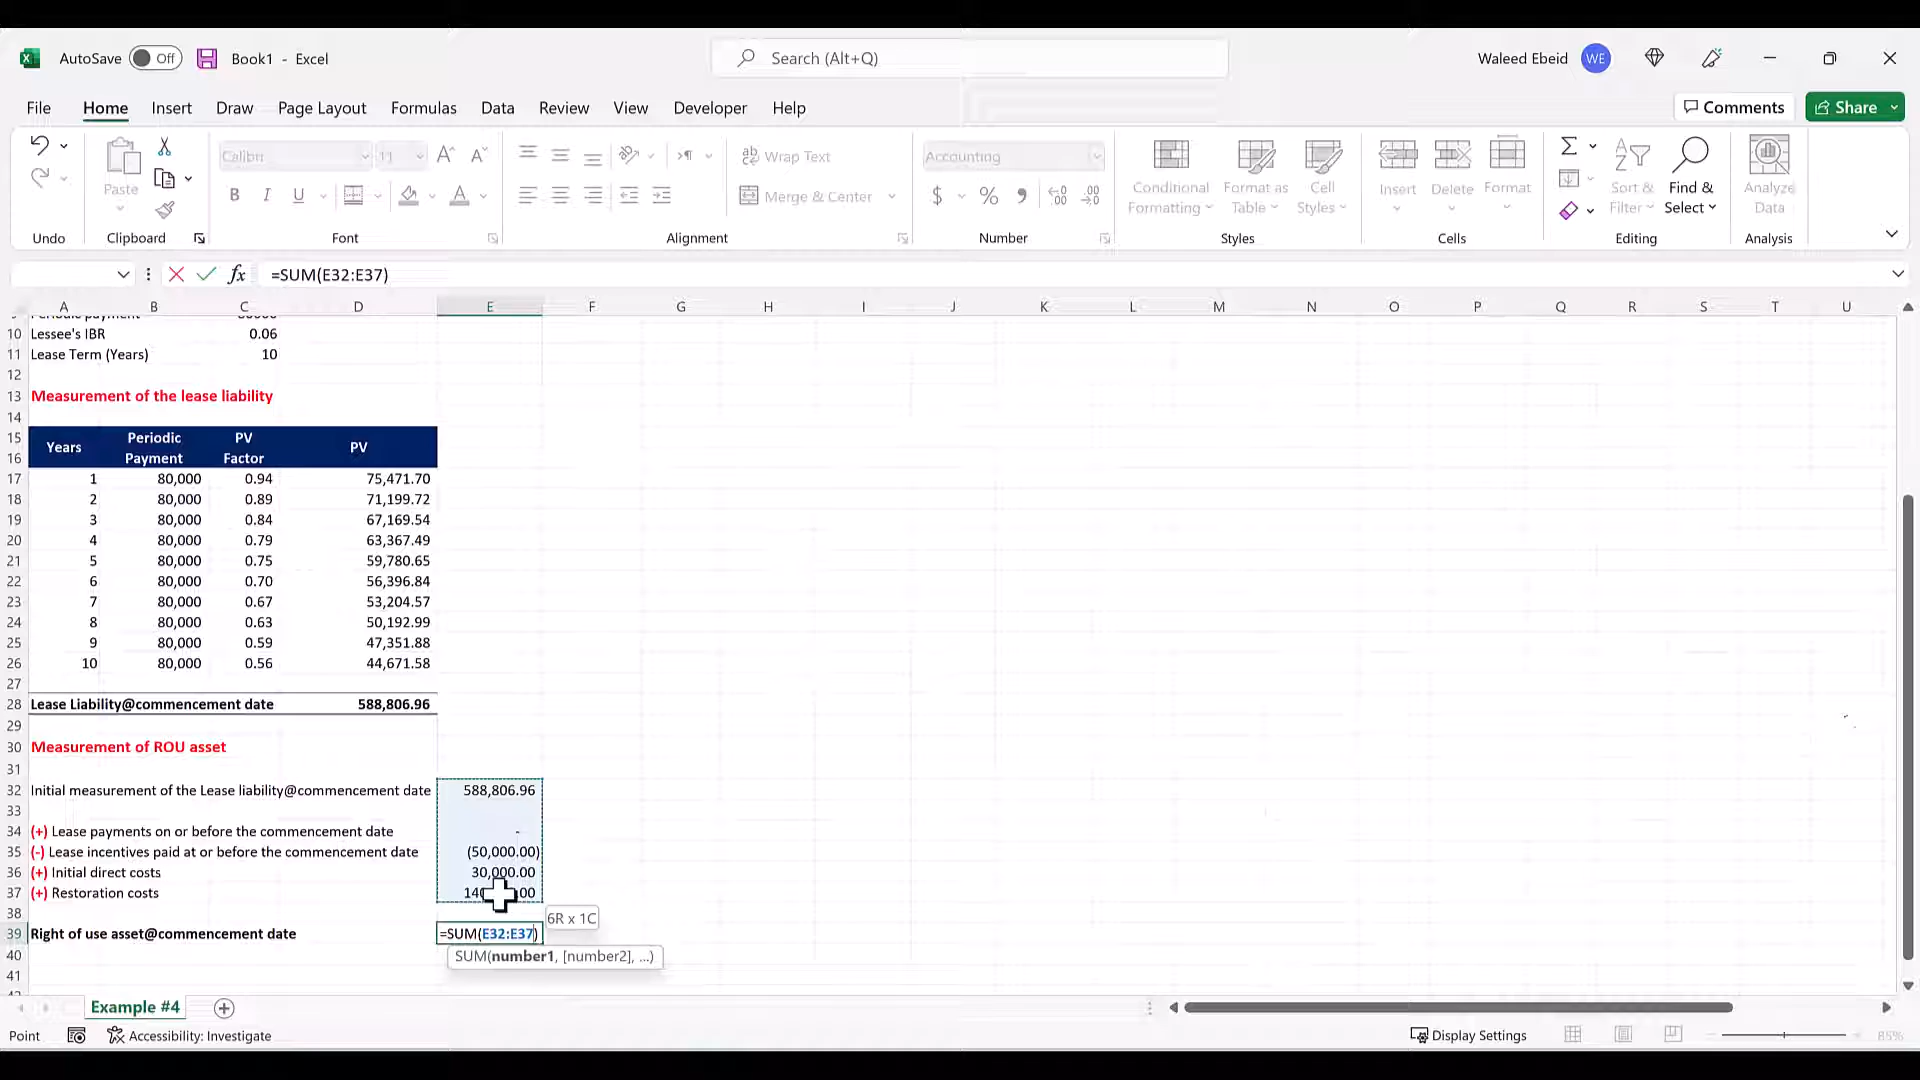 AutoSave Off Book1 - Excel Search (Alt+Q) Waleed Ebeid WE
File Home Insert Draw Page Layout Formulas Data Review View Developer Help Comments Share
Calibri 11 Wrap Text Accounting
Paste Merge & Center $ % Conditional Formatting Format as Table Cell Styles Insert Delete Format Sort & Filter Find & Select Analyze Data
Undo Clipboard Font Alignment Number Styles Cells Editing Analysis
fx =SUM(E32:E37)
A B C D E F G H I J K L M N O P Q R S T U
10 Lessee's IBR 0.06
11 Lease Term (Years) 10
12
13 Measurement of the lease liability
14
15 Years Periodic PV PV
16 Payment Factor
17 1 80,000 0.94 75,471.70
18 2 80,000 0.89 71,199.72
19 3 80,000 0.84 67,169.54
20 4 80,000 0.79 63,367.49
21 5 80,000 0.75 59,780.65
22 6 80,000 0.70 56,396.84
23 7 80,000 0.67 53,204.57
24 8 80,000 0.63 50,192.99
25 9 80,000 0.59 47,351.88
26 10 80,000 0.56 44,671.58
27
28 Lease Liability@commencement date 588,806.96
29
30 Measurement of ROU asset
31
32 Initial measurement of the Lease liability@commencement date 588,806.96
33
34 (+) Lease payments on or before the commencement date -
35 (-) Lease incentives paid at or before the commencement date (50,000.00)
36 (+) Initial direct costs 30,000.00
37 (+) Restoration costs
38
6R x 1C
39 Right of use asset@commencement date =SUM(E32:E37)
40 SUM(number1, [number2], ...)
41
Example #4
Point Accessibility: Investigate Display Settings 85%